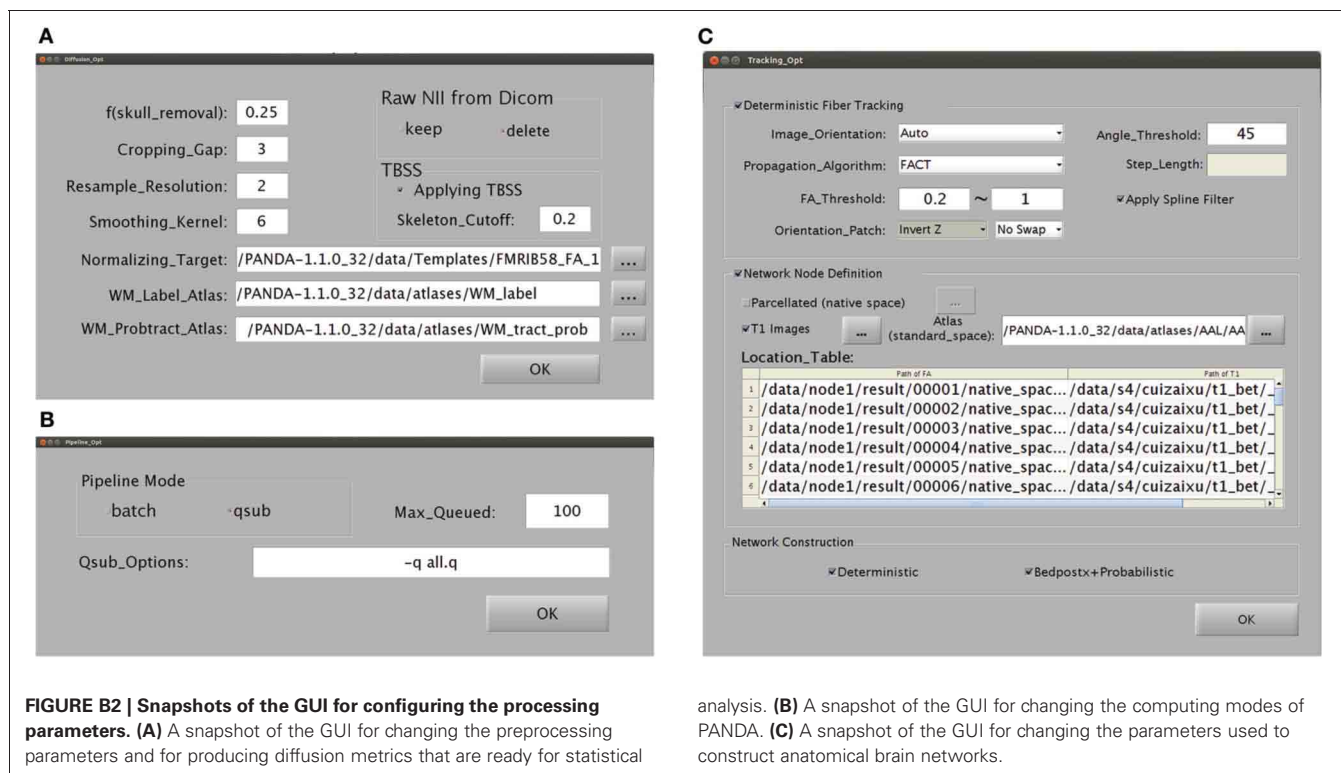 A
Diffusion_Opt
f(skull_removal): 0.25
Cropping_Gap: 3
Resample_Resolution: 2
Smoothing_Kernel: 6
Raw NII from Dicom
keep delete
TBSS
Applying TBSS
Skeleton_Cutoff: 0.2
Normalizing_Target: /PANDA-1.1.0_32/data/Templates/FMRIB58_FA_1 ...
WM_Label_Atlas: /PANDA-1.1.0_32/data/atlases/WM_label ...
WM_Probtract_Atlas: /PANDA-1.1.0_32/data/atlases/WM_tract_prob ...
OK
B
Pipeline_Opt
Pipeline Mode
batch qsub
Max_Queued: 100
Qsub_Options: -q all.q
OK
C
Tracking_Opt
Deterministic Fiber Tracking
Image_Orientation: Auto
Angle_Threshold: 45
Propagation_Algorithm: FACT
Step_Length:
FA_Threshold: 0.2 ~ 1
Apply Spline Filter
Orientation_Patch: Invert Z No Swap
Network Node Definition
Parcellated (native space) ...
T1 Images ...
Atlas
(standard_space): /PANDA-1.1.0_32/data/atlases/AAL/AA ...
Location_Table:
Path of FA Path of T1
1 /data/node1/result/00001/native_spac... /data/s4/cuizaixu/t1_bet/_
2 /data/node1/result/00002/native_spac... /data/s4/cuizaixu/t1_bet/_
3 /data/node1/result/00003/native_spac... /data/s4/cuizaixu/t1_bet/_
4 /data/node1/result/00004/native_spac... /data/s4/cuizaixu/t1_bet/_
5 /data/node1/result/00005/native_spac... /data/s4/cuizaixu/t1_bet/_
6 /data/node1/result/00006/native_spac... /data/s4/cuizaixu/t1_bet/_
Network Construction
Deterministic Bedpostx+Probabilistic
OK
FIGURE B2 | Snapshots of the GUI for configuring the processing
parameters. (A) A snapshot of the GUI for changing the preprocessing
parameters and for producing diffusion metrics that are ready for statistical
analysis. (B) A snapshot of the GUI for changing the computing modes of
PANDA. (C) A snapshot of the GUI for changing the parameters used to
construct anatomical brain networks.